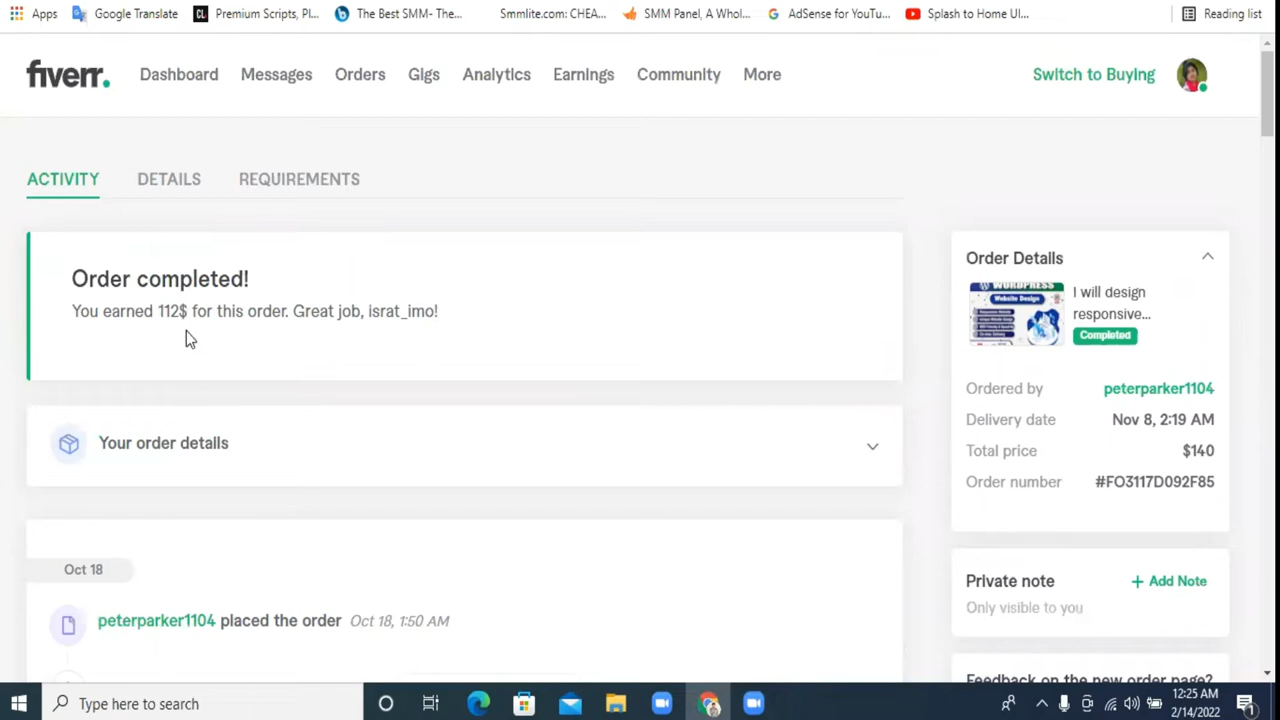 Apps Google Translate Premium Scripts, Pl... The Best SMM- The... Smmlite.com: CHEA... SMM Panel, A Whol... AdSense for YouTu... Splash to Home UI... Reading list
fiverr. Dashboard Messages Orders Gigs Analytics Earnings Community More Switch to Buying
ACTIVITY DETAILS REQUIREMENTS
Order completed!
You earned 112$ for this order. Great job, israt_imo!
Your order details
Oct 18
peterparker1104 placed the order Oct 18, 1:50 AM
Order Details
WORDPRESS
Website Design
I will design
responsive...
Completed
Ordered by peterparker1104
Delivery date Nov 8, 2:19 AM
Total price $140
Order number #FO3117D092F85
Private note + Add Note
Only visible to you
Feedback on the new order page?
Type here to search
12:25 AM
2/14/2022
1